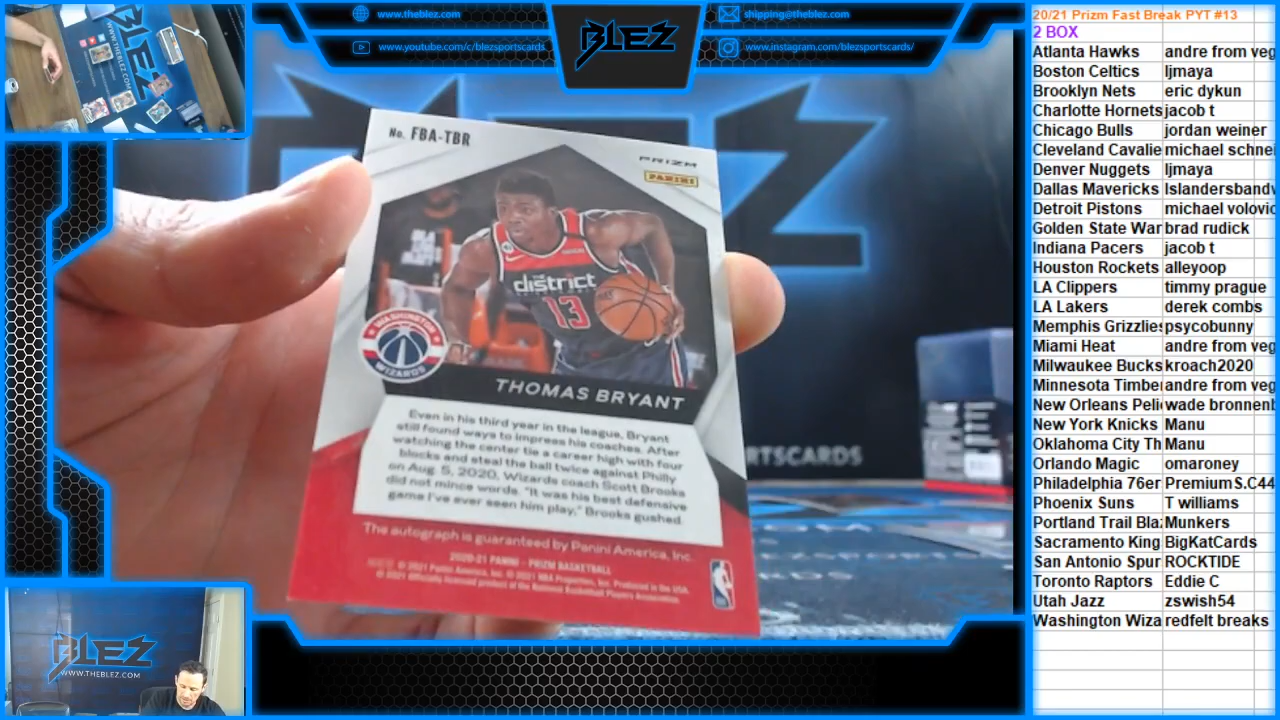 www.theblez.com
www.youtube.com/c/blezsportscards
BLEZ
shipping@theblez.com
www.instagram.com/blezsportscards/
No. FBA-TBR
PRIZM
PANINI
THE
district
13
WASHINGTON
WIZARDS
THOMAS BRYANT
Even in his third year in the league, Bryant
still found ways to impress his coaches. After
watching the center tie a career high with four
blocks and steal the ball twice against Philly
on Aug. 5, 2020, Wizards coach Scott Brooks
did not mince words. "It was his best defensive
game I've ever seen him play," Brooks gushed.
The autograph is guaranteed by Panini America, Inc.
2020-21 PANINI - PRIZM BASKETBALL
© 2021 Panini America, Inc. © 2021 NBA Properties, Inc. Produced in the USA.
Officially licensed product of the National Basketball Players Association.
RTSCARDS
BLEZ
WWW.THEBLEZ.COM
20/21 Prizm Fast Break PYT #13
2 BOX
Atlanta Hawks andre from veg
Boston Celtics ljmaya
Brooklyn Nets eric dykun
Charlotte Hornets jacob t
Chicago Bulls jordan weiner
Cleveland Cavalie michael schnei
Denver Nuggets ljmaya
Dallas Mavericks Islandersbandw
Detroit Pistons michael volovic
Golden State War brad rudick
Indiana Pacers jacob t
Houston Rockets alleyoop
LA Clippers timmy prague
LA Lakers derek combs
Memphis Grizzlies psycobunny
Miami Heat andre from veg
Milwaukee Bucks kroach2020
Minnesota Timbe andre from veg
New Orleans Peli wade bronnenb
New York Knicks Manu
Oklahoma City Th Manu
Orlando Magic omaroney
Philadelphia 76er PremiumS.C44
Phoenix Suns T williams
Portland Trail Blaz Munkers
Sacramento King BigKatCards
San Antonio Spur ROCKTIDE
Toronto Raptors Eddie C
Utah Jazz zswish54
Washington Wiza redfelt breaks